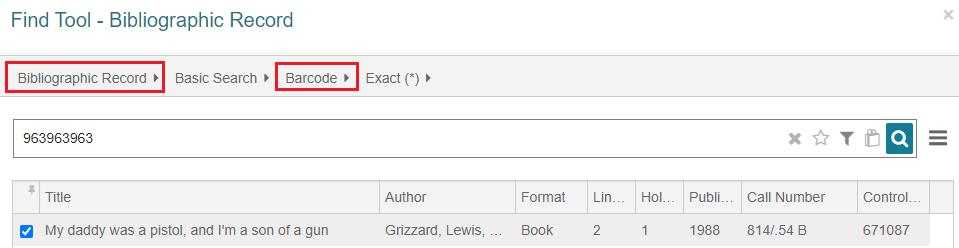 Find Tool - Bibliographic Record
Bibliographic Record Basic Search Barcode Exact (*)
963963963
Title Author Format Lin... Hol... Publi... Call Number Control...
My daddy was a pistol, and I'm a son of a gun Grizzard, Lewis, ... Book 2 1 1988 814/.54 B 671087